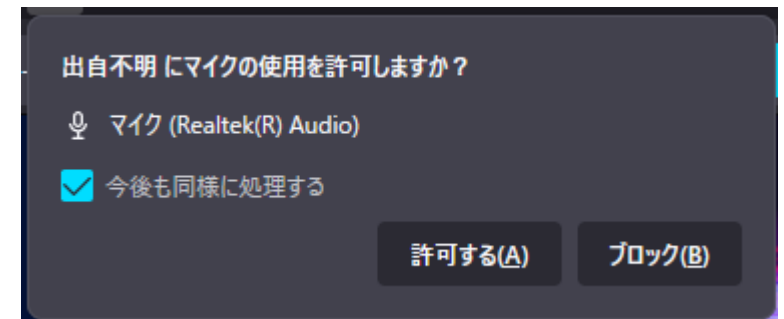 出自不明 にマイクの使用を許可しますか？
マイク (Realtek(R) Audio)
今後も同様に処理する
許可する(A) ブロック(B)